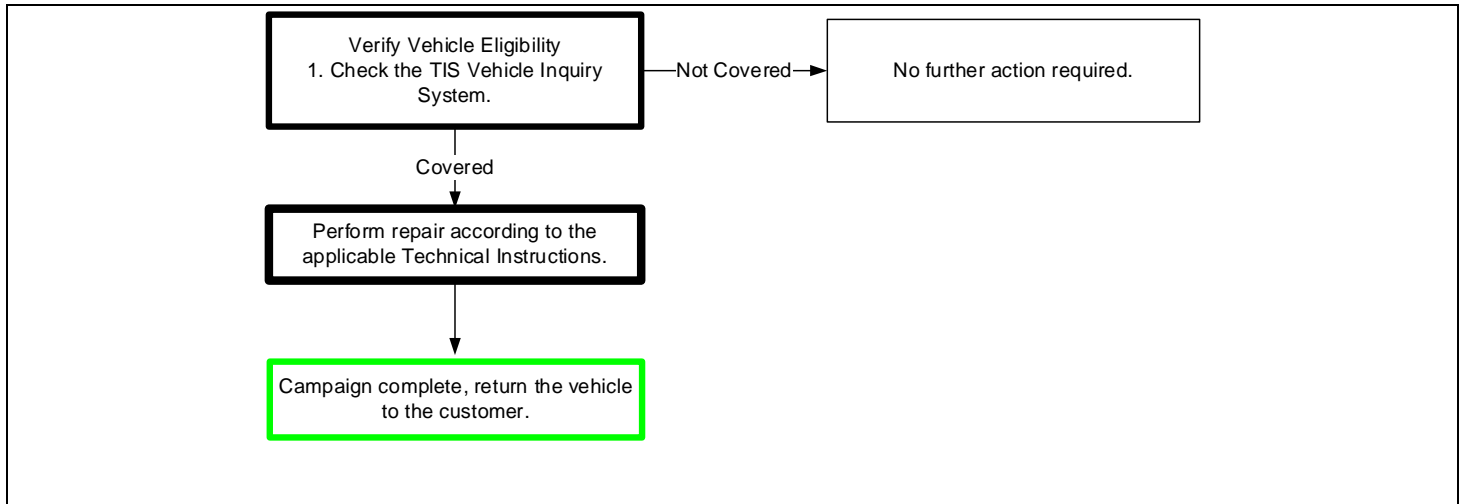 Verify Vehicle Eligibility
1. Check the TIS Vehicle Inquiry
System.
Not Covered
No further action required.
Covered
Perform repair according to the
applicable Technical Instructions.
Campaign complete, return the vehicle
to the customer.